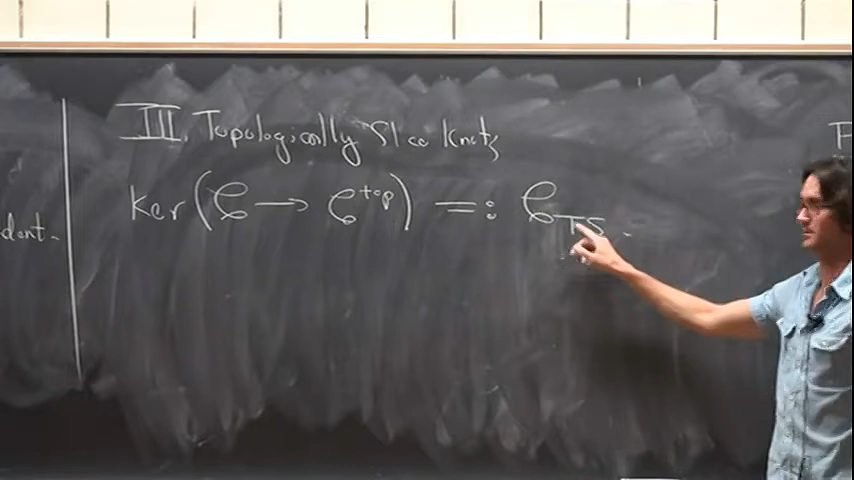 III. Topologically Slice Knots
Ker(C → C^top) =: C_TS
dent.